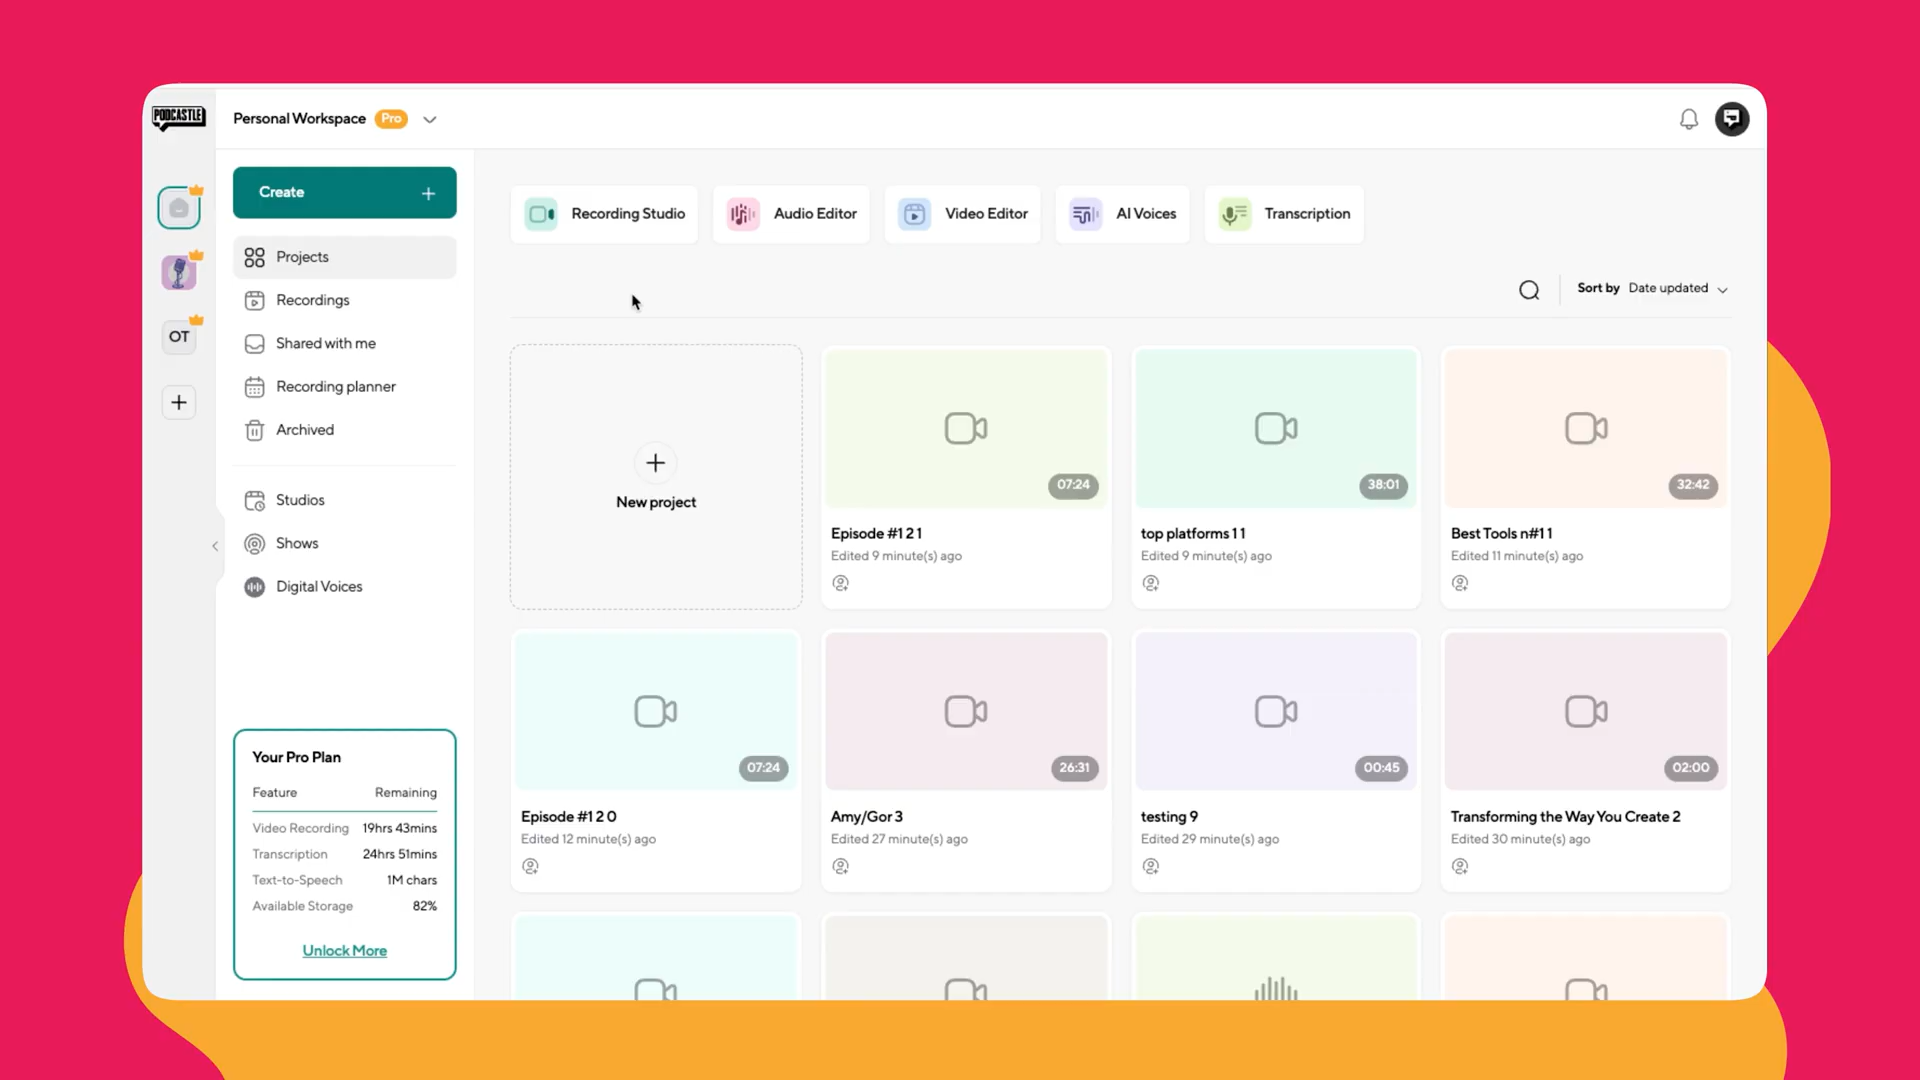 PODCASTLE
Personal Workspace Pro
OT
Create
Projects
Recordings
Shared with me
Recording planner
Archived
Studios
Shows
Digital Voices
Your Pro Plan
Feature Remaining
Video Recording 19hrs 43mins
Transcription 24hrs 51mins
Text-to-Speech 1M chars
Available Storage 82%
Unlock More
Recording Studio
Audio Editor
Video Editor
AI Voices
Transcription
Sort by Date updated
New project
07:24
Episode #1 2 1
Edited 9 minute(s) ago
38:01
top platforms 1 1
Edited 9 minute(s) ago
32:42
Best Tools n#1 1
Edited 11 minute(s) ago
07:24
Episode #1 2 0
Edited 12 minute(s) ago
26:31
Amy/Gor 3
Edited 27 minute(s) ago
00:45
testing 9
Edited 29 minute(s) ago
02:00
Transforming the Way You Create 2
Edited 30 minute(s) ago